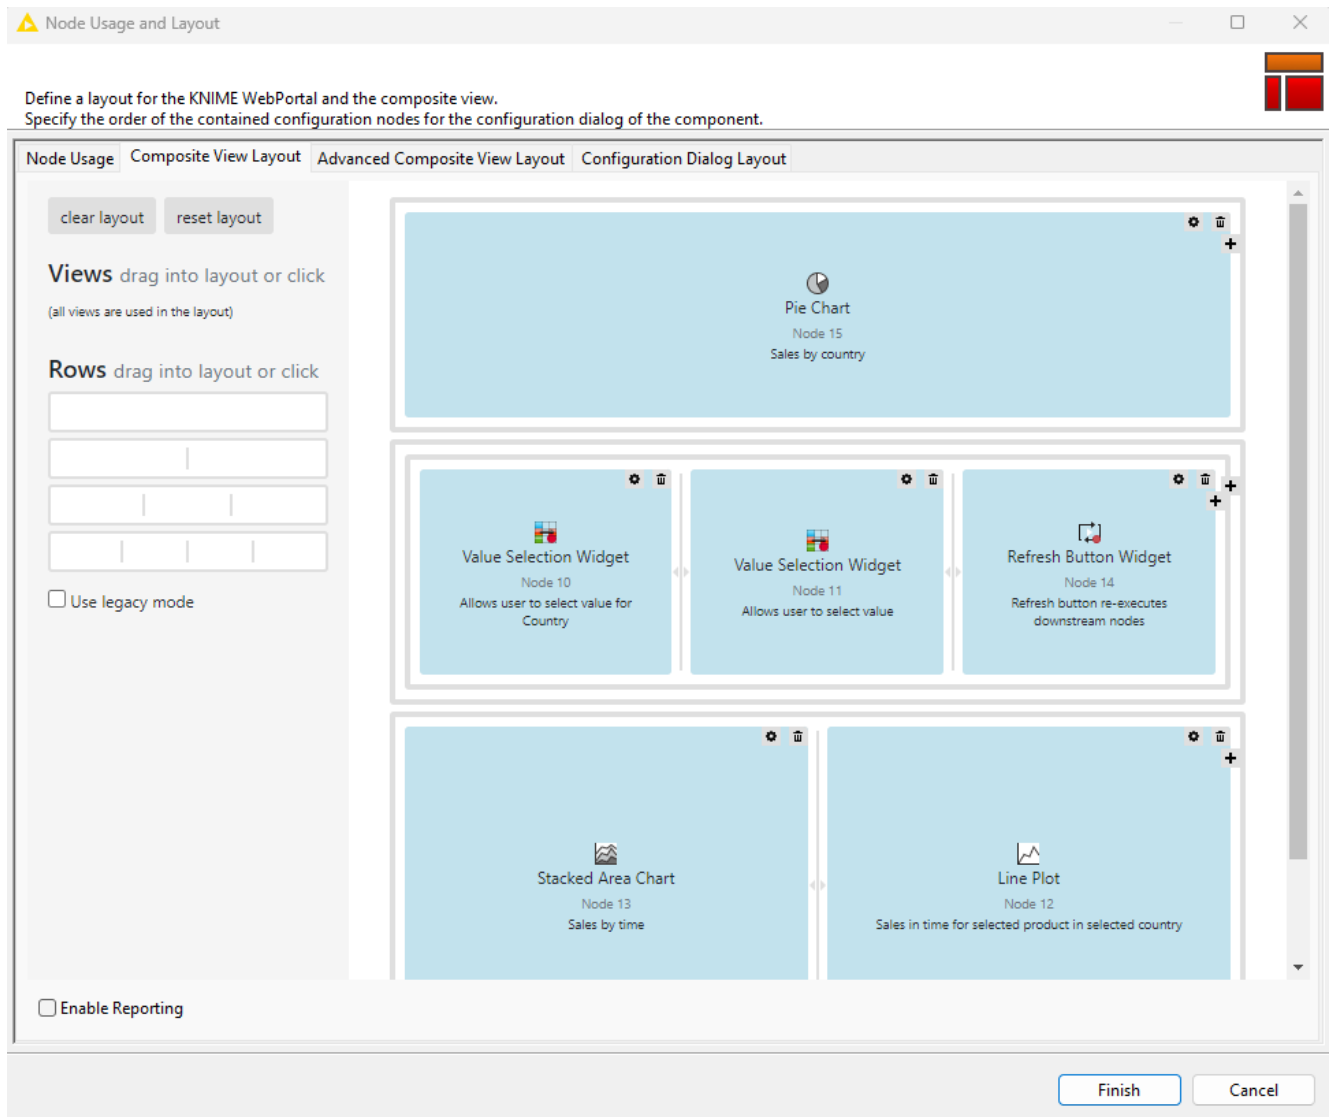 Node Usage and Layout
Define a layout for the KNIME WebPortal and the composite view.
Specify the order of the contained configuration nodes for the configuration dialog of the component.
Node Usage Composite View Layout Advanced Composite View Layout Configuration Dialog Layout
clear layout reset layout
Views drag into layout or click
(all views are used in the layout)
Rows drag into layout or click
Use legacy mode
Pie Chart
Node 15
Sales by country
Value Selection Widget
Node 10
Allows user to select value for
Country
Value Selection Widget
Node 11
Allows user to select value
Refresh Button Widget
Node 14
Refresh button re-executes
downstream nodes
Stacked Area Chart
Node 13
Sales by time
Line Plot
Node 12
Sales in time for selected product in selected country
Enable Reporting
Finish Cancel